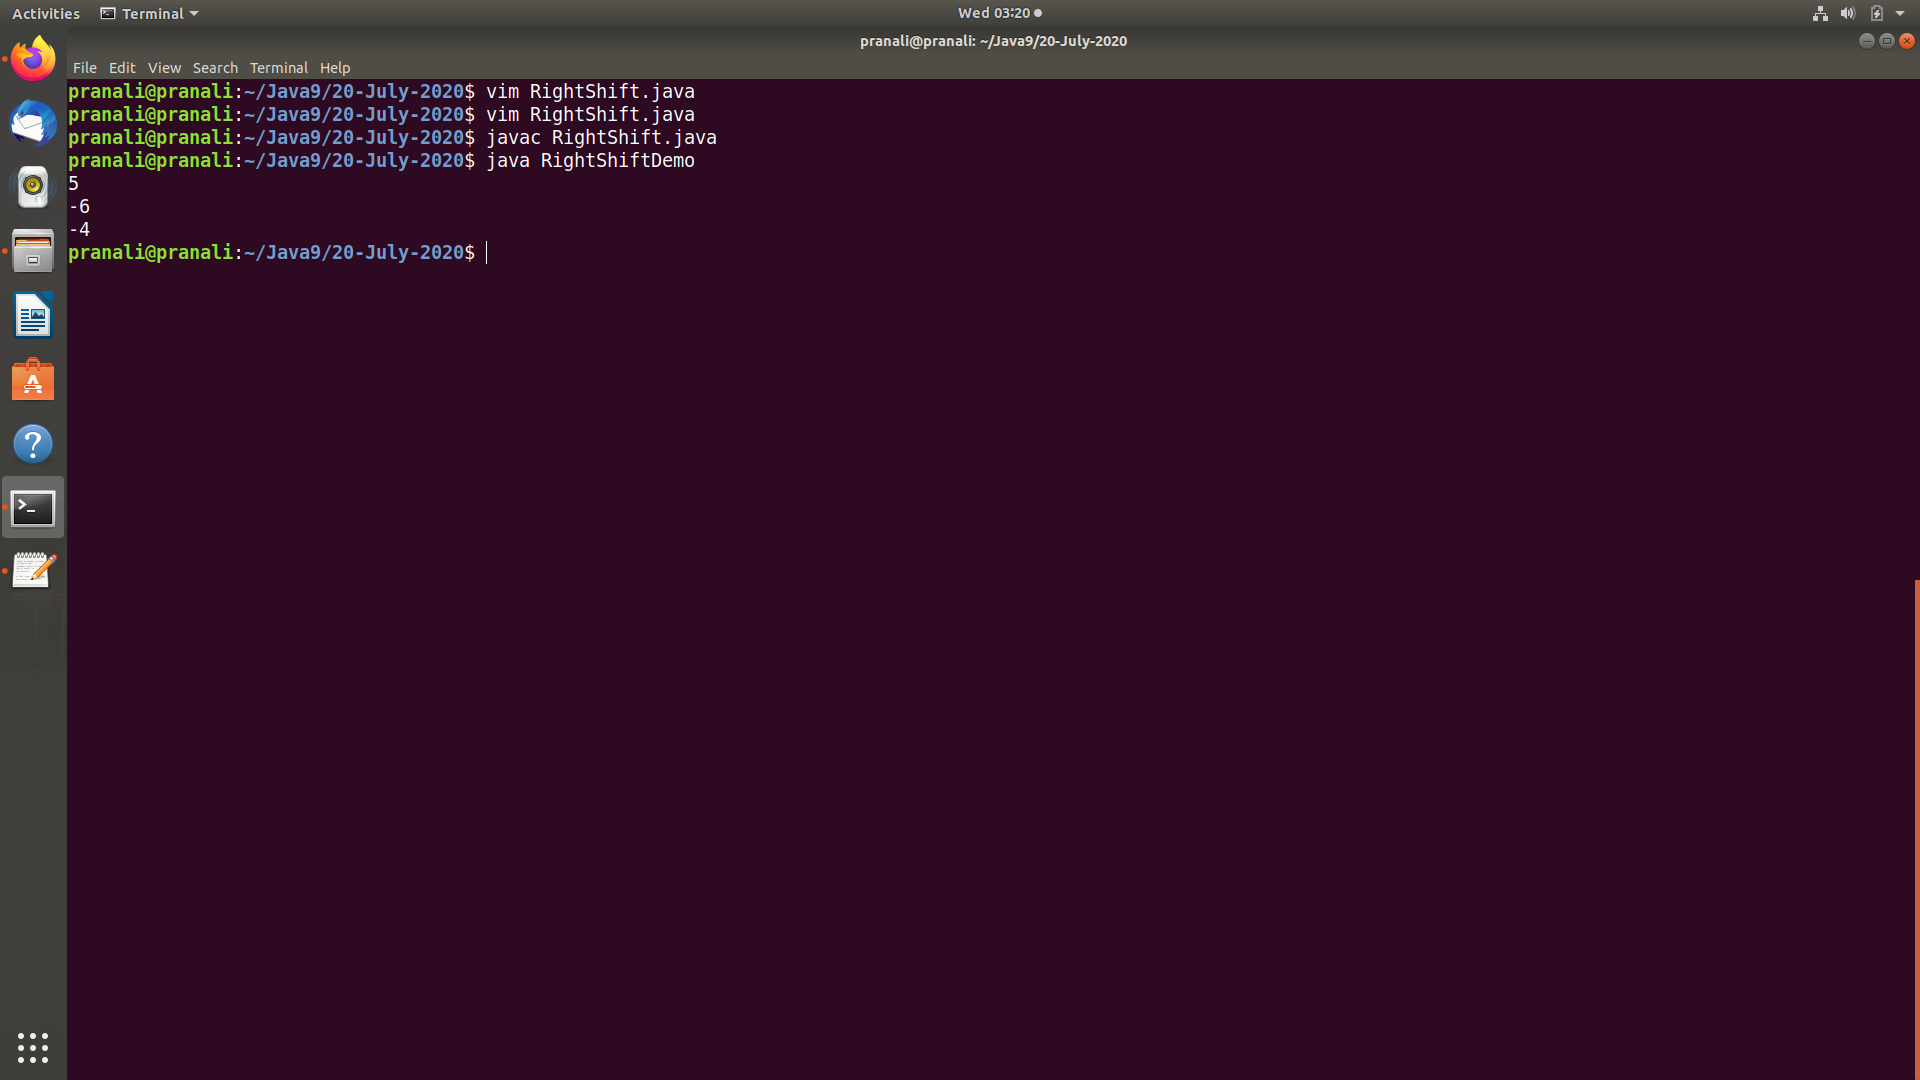 Activities Terminal Wed 03:20
pranali@pranali: ~/Java9/20-July-2020
File Edit View Search Terminal Help
pranali@pranali:~/Java9/20-July-2020$ vim RightShift.java
pranali@pranali:~/Java9/20-July-2020$ vim RightShift.java
pranali@pranali:~/Java9/20-July-2020$ javac RightShift.java
pranali@pranali:~/Java9/20-July-2020$ java RightShiftDemo
5
-6
-4
pranali@pranali:~/Java9/20-July-2020$